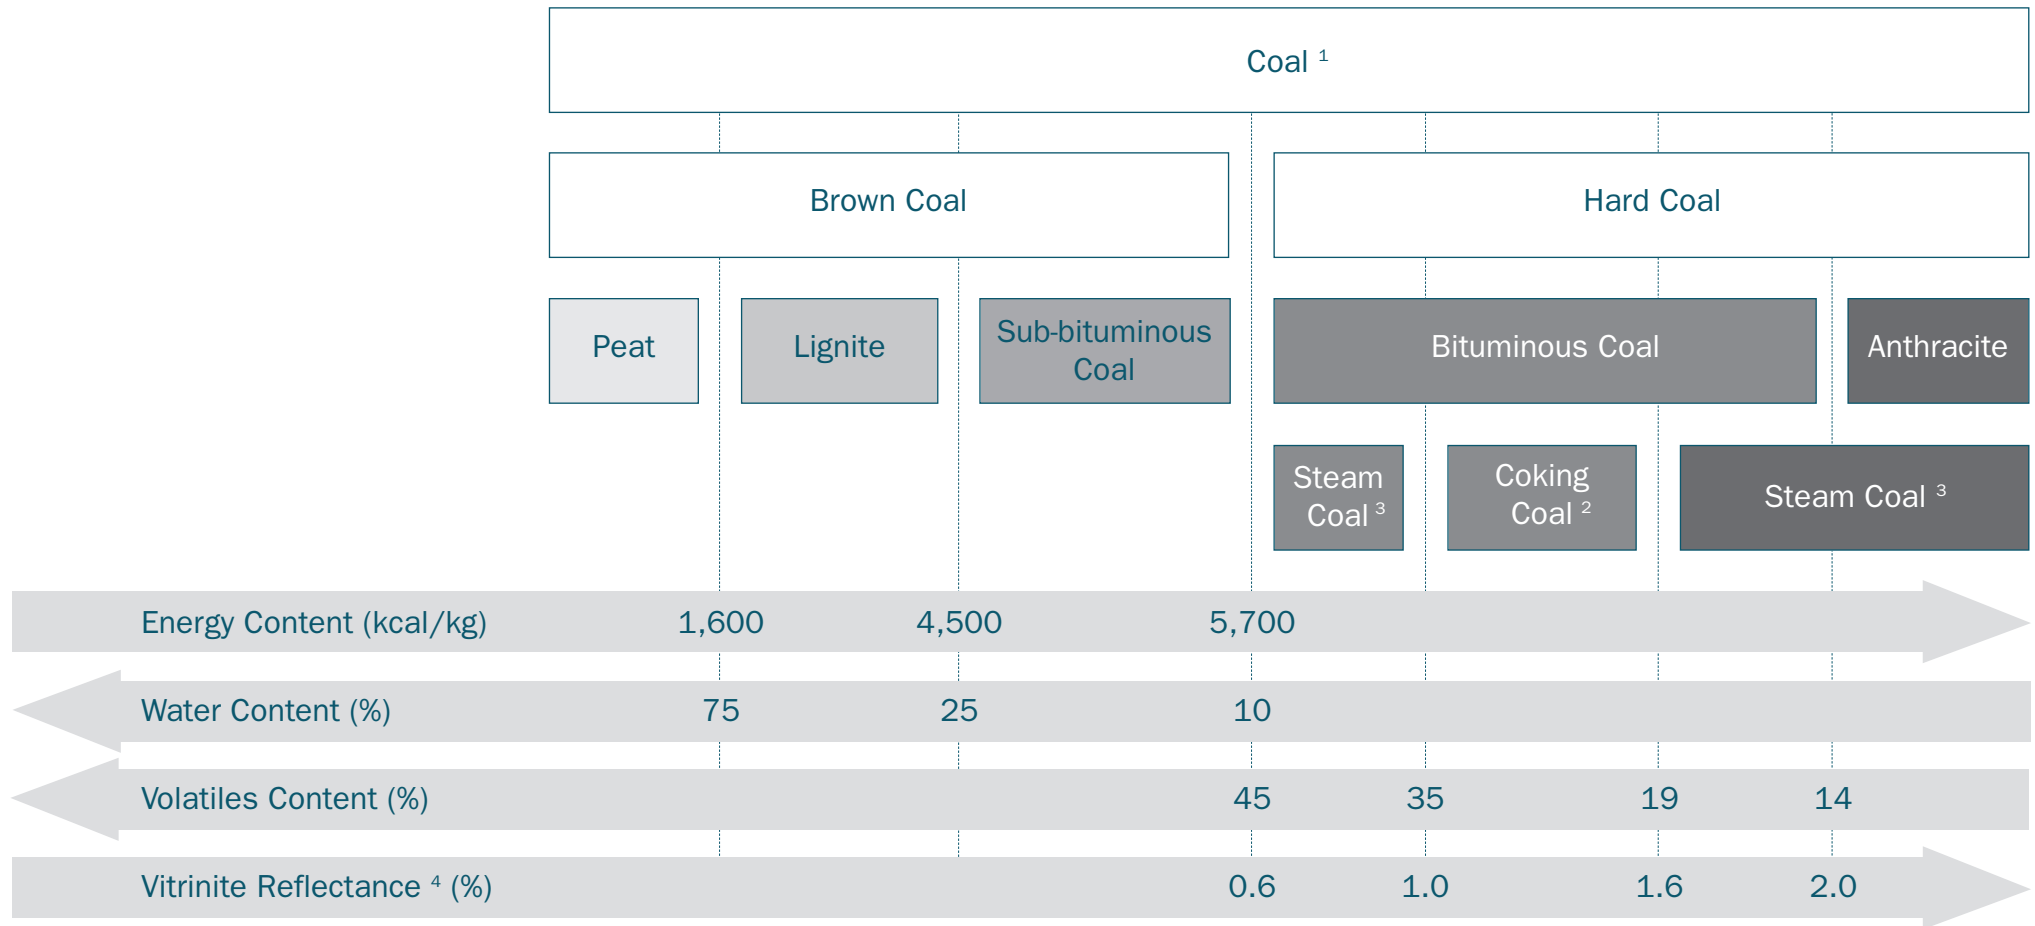 Coal 1
Brown Coal
Hard Coal
Peat
Lignite
Sub-bituminous
Coal
Bituminous Coal
Anthracite
Steam
Coal 3
Coking
Coal 2
Steam Coal 3
Energy Content (kcal/kg) 1,600 4,500 5,700
Water Content (%) 75 25 10
Volatiles Content (%) 45 35 19 14
Vitrinite Reflectance 4 (%) 0.6 1.0 1.6 2.0